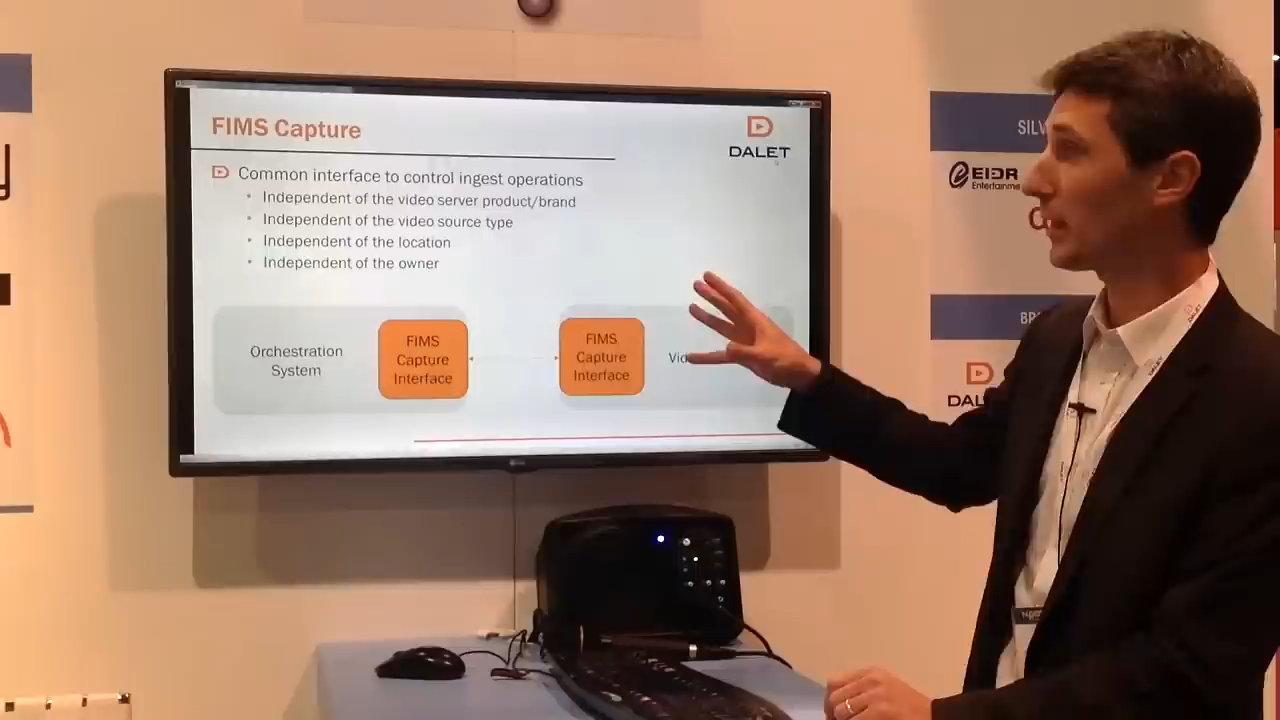 FIMS Capture
DALET
Common interface to control ingest operations
Independent of the video server product/brand
Independent of the video source type
Independent of the location
Independent of the owner
Orchestration
System
FIMS
Capture
Interface
FIMS
Capture
Interface
EIDR
DALET